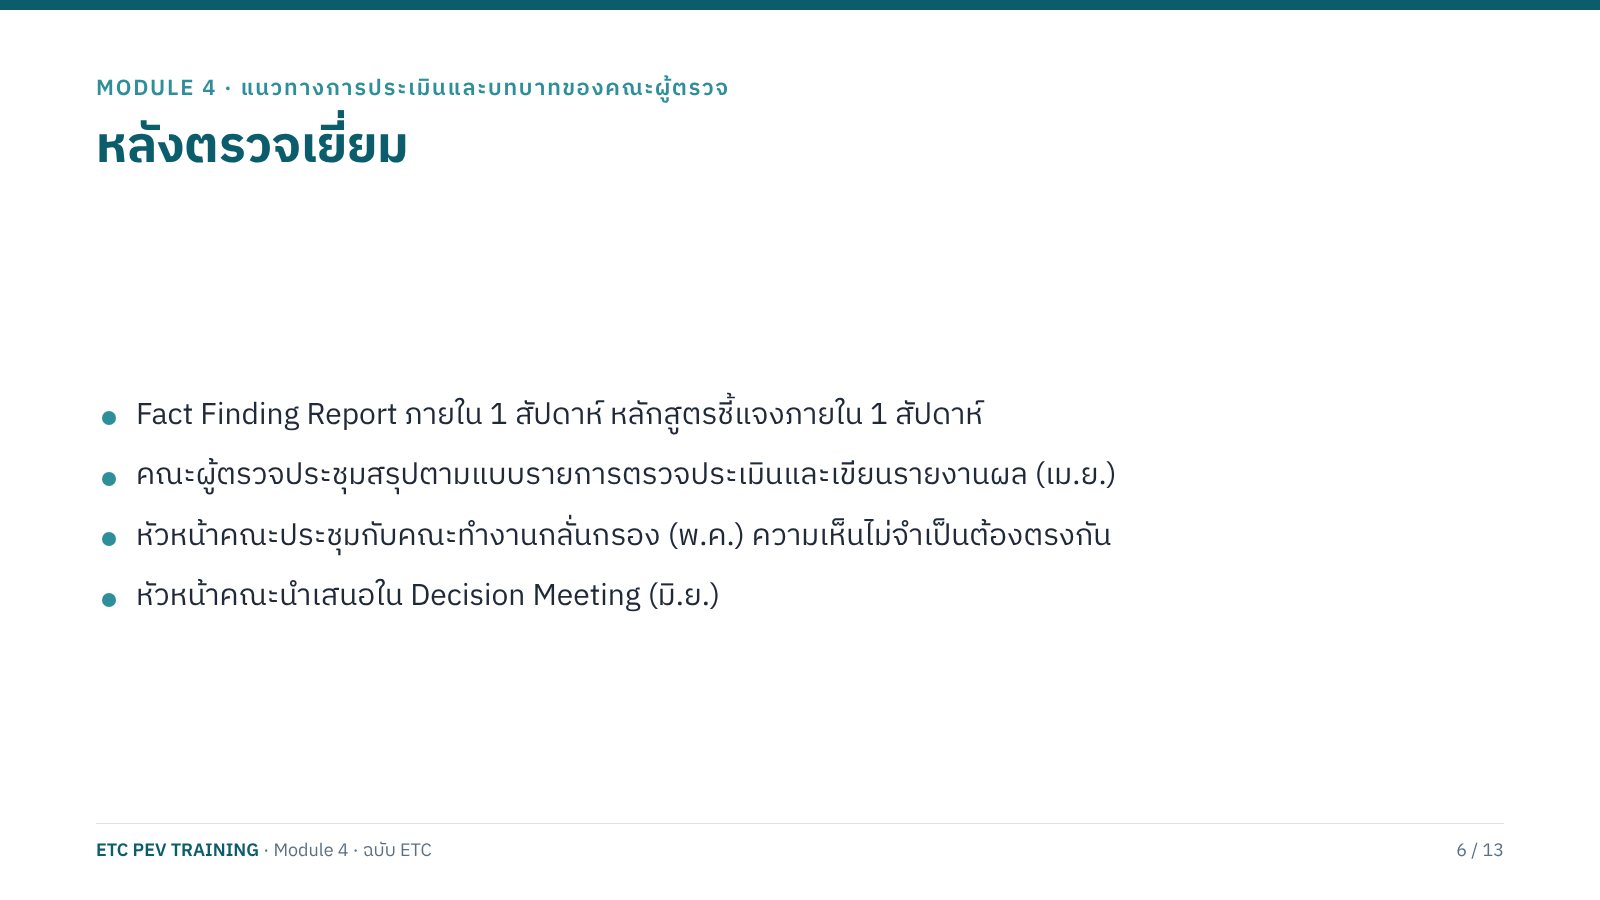 MODULE 4 · แนวทางการประเมินและบทบาทของคณะผู้ตรวจ
หลังตรวจเยี่ยม
● Fact Finding Report ภายใน 1 สัปดาห์ หลักสูตรชี้แจงภายใน 1 สัปดาห์
● คณะผู้ตรวจประชุมสรุปตามแบบรายการตรวจประเมินและเขียนรายงานผล (เม.ย.)
● หัวหน้าคณะประชุมกับคณะทำงานกลั่นกรอง (พ.ค.) ความเห็นไม่จำเป็นต้องตรงกัน
● หัวหน้าคณะนำเสนอใน Decision Meeting (มิ.ย.)
ETC PEV TRAINING · Module 4 · ฉบับ ETC
6 / 13